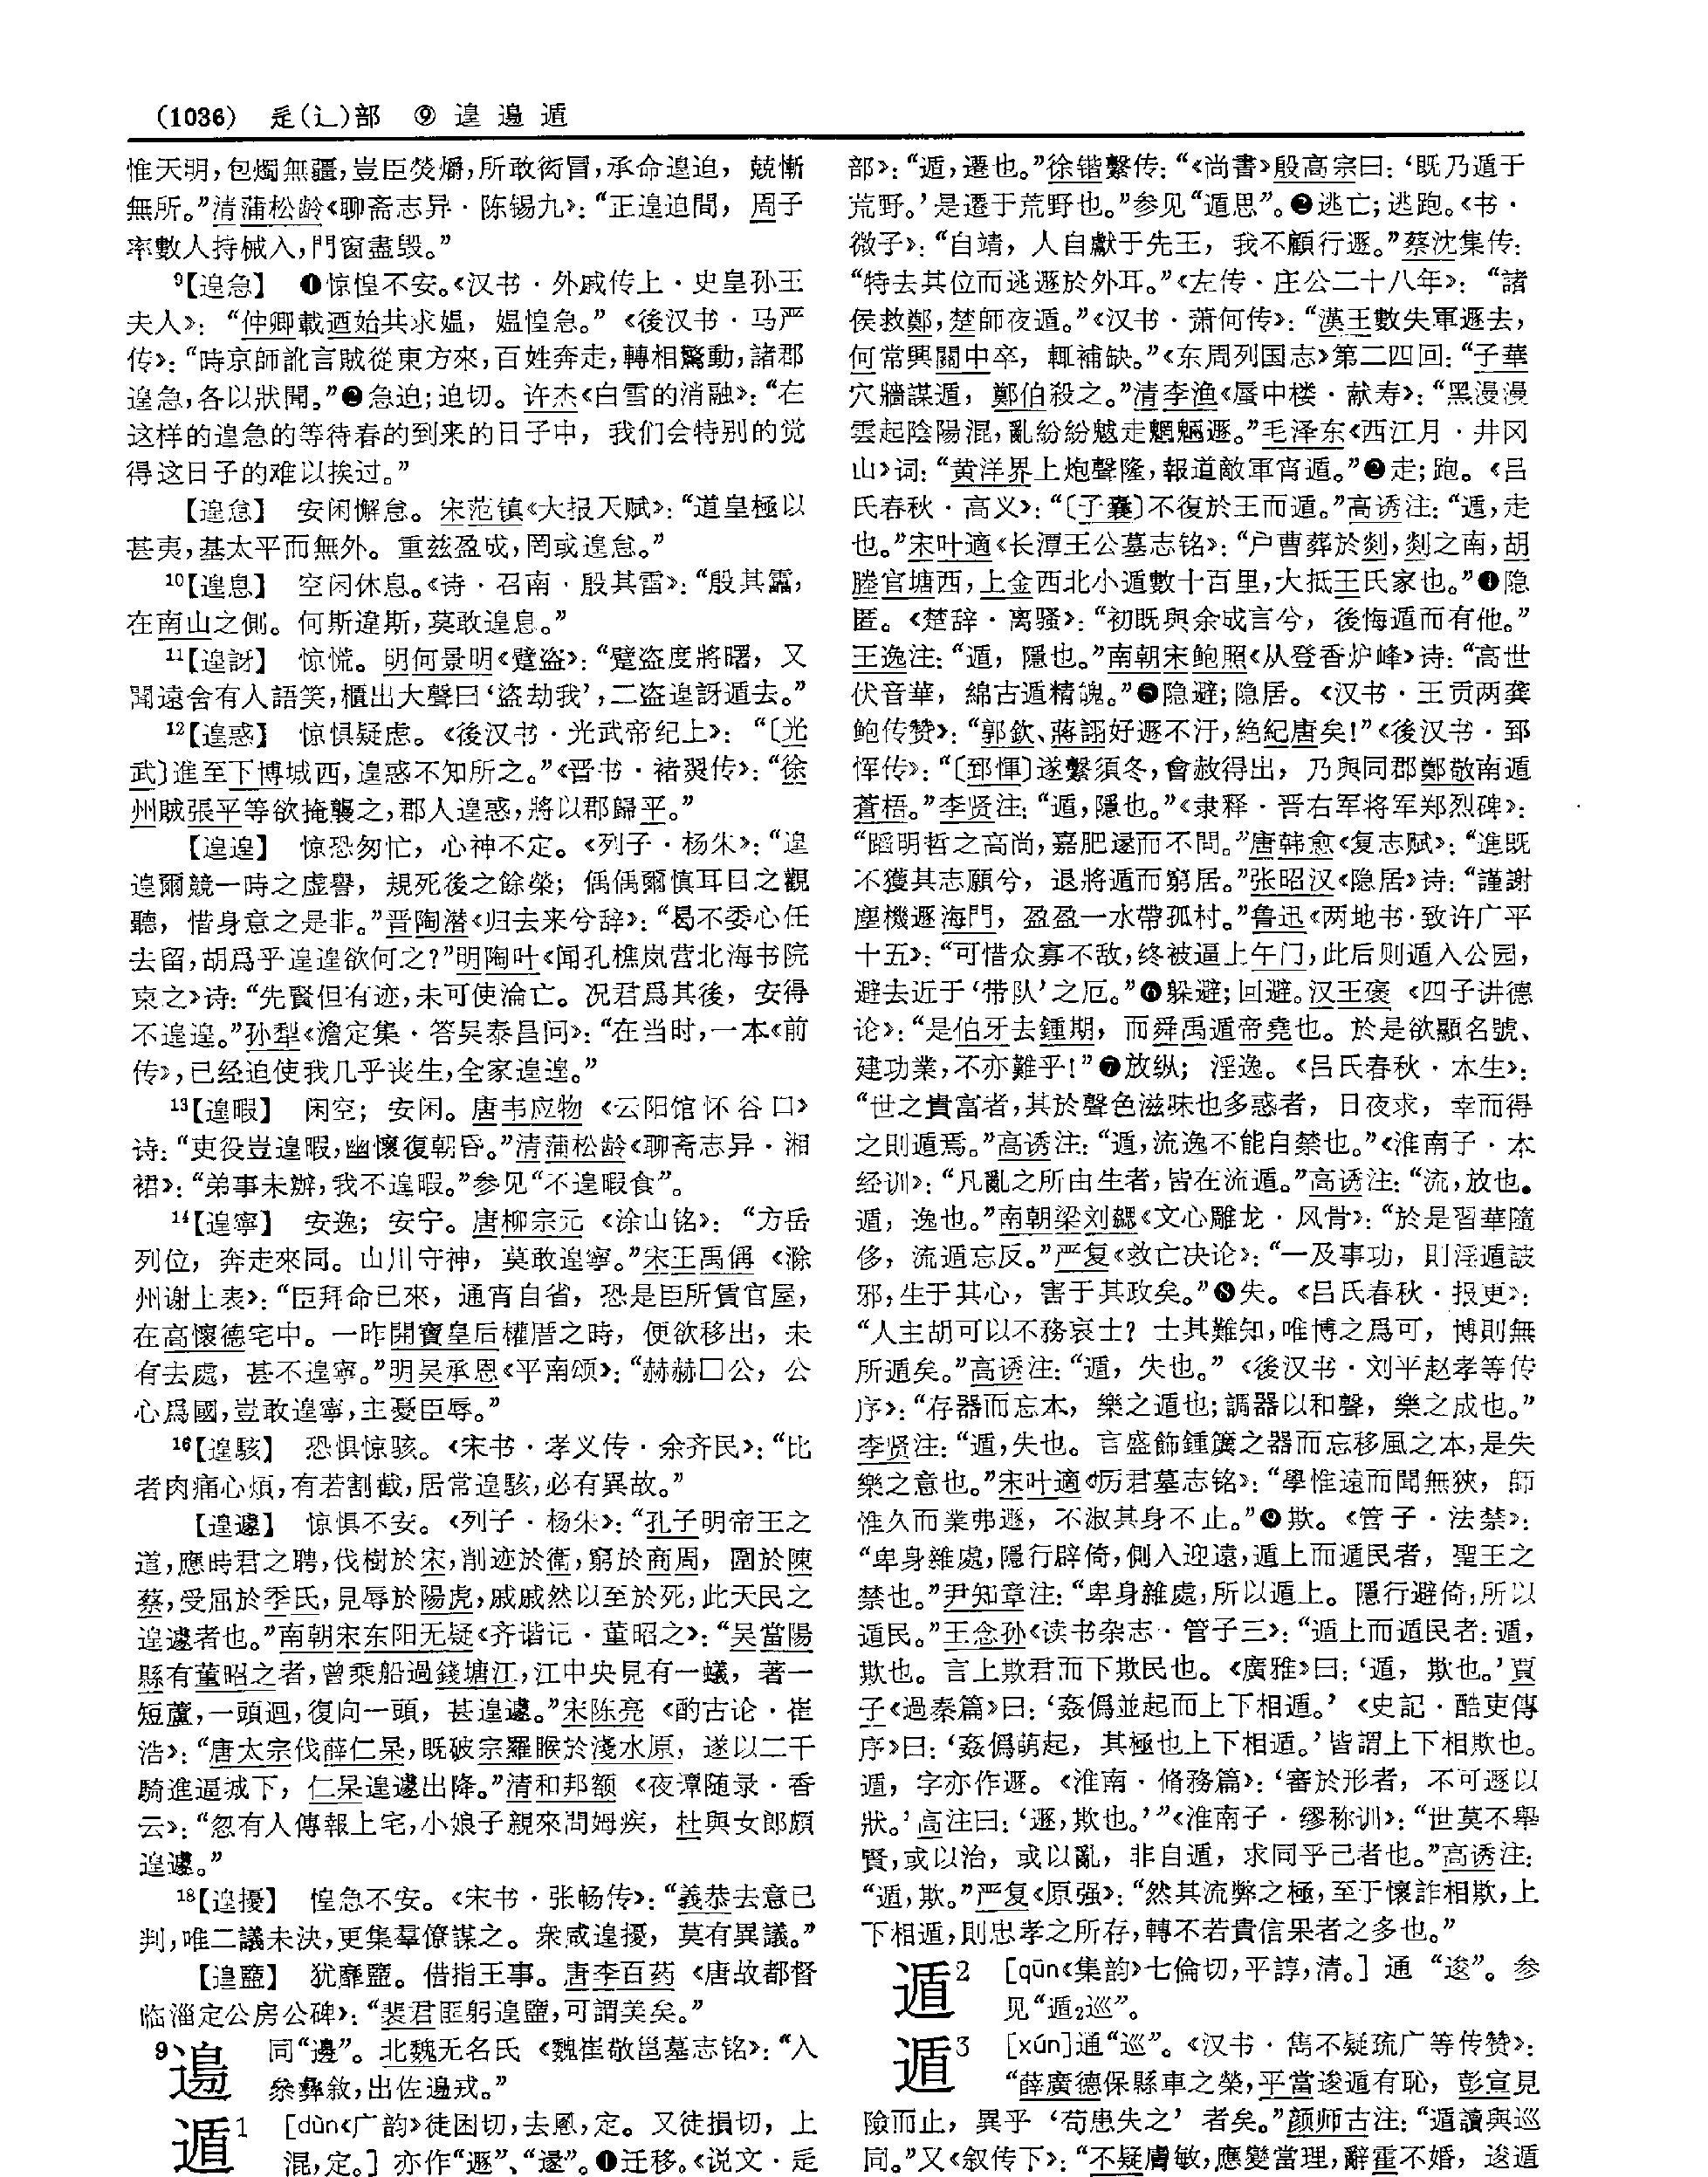 (1036) 辵(辶)部 ⑨ 遑 邉 遁
惟天明，包燭無疆，豈臣熒爝，所敢銜冒，承命遑迫，兢慚
無所。”清蒲松龄《聊斋志异·陈锡九》：“正遑迫間，周子
率數人持械入，門窗盡毁。”
⁹【遑急】 ❶惊惶不安。《汉书·外戚传上·史皇孙王
夫人》：“仲卿載迺始共求媪，媪惶急。”《後汉书·马严
传》：“時京師訛言賊從東方來，百姓奔走，轉相驚動，諸郡
遑急，各以狀聞。”❷急迫；迫切。许杰《白雪的消融》：“在
这样的遑急的等待春的到来的日子中，我们会特别的觉
得这日子的难以挨过。”
【遑怠】 安闲懈怠。宋范镇《大报天赋》：“道皇極以
甚夷，基太平而無外。重兹盈成，罔或遑怠。”
¹⁰【遑息】 空闲休息。《诗·召南·殷其雷》：“殷其靁，
在南山之側。何斯違斯，莫敢遑息。”
¹¹【遑訝】 惊慌。明何景明《躄盗》：“躄盗度將曙，又
聞遠舍有人語笑，櫃出大聲曰‘盗劫我’，二盗遑訝遁去。”
¹²【遑惑】 惊惧疑虑。《後汉书·光武帝纪上》：“〔光
武〕進至下博城西，遑惑不知所之。”《晋书·褚翜传》：“徐
州賊張平等欲掩襲之，郡人遑惑，將以郡歸平。”
【遑遑】 惊恐匆忙，心神不定。《列子·杨朱》：“遑
遑爾競一時之虚譽，規死後之餘榮；偊偊爾慎耳目之觀
聽，惜身意之是非。”晋陶潜《归去来兮辞》：“曷不委心任
去留，胡爲乎遑遑欲何之？”明陶叶《闻孔樵岚营北海书院
柬之》诗：“先賢但有迹，未可使淪亡。况君爲其後，安得
不遑遑。”孙犁《澹定集·答吴泰昌问》：“在当时，一本《前
传》，已经迫使我几乎丧生，全家遑遑。”
¹³【遑暇】 闲空；安闲。唐韦应物《云阳馆怀谷口》
诗：“吏役豈遑暇，幽懷復朝昏。”清蒲松龄《聊斋志异·湘
裙》：“弟事未辦，我不遑暇。”参见“不遑暇食”。
¹⁴【遑寧】 安逸；安宁。唐柳宗元《涂山铭》：“方岳
列位，奔走來同。山川守神，莫敢遑寧。”宋王禹偁《滁
州谢上表》：“臣拜命已來，通宵自省，恐是臣所賃官屋，
在高懷德宅中。一昨開寶皇后權厝之時，便欲移出，未
有去處，甚不遑寧。”明吴承恩《平南颂》：“赫赫□公，公
心爲國，豈敢遑寧，主憂臣辱。”
¹⁶【遑駭】 恐惧惊骇。《宋书·孝义传·余齐民》：“比
者肉痛心煩，有若割截，居常遑駭，必有異故。”
【遑遽】 惊惧不安。《列子·杨朱》：“孔子明帝王之
道，應時君之聘，伐樹於宋，削迹於衛，窮於商周，圍於陳
蔡，受屈於季氏，見辱於陽虎，戚戚然以至於死，此天民之
遑遽者也。”南朝宋东阳无疑《齐谐记·董昭之》：“吴當陽
縣有董昭之者，曾乘船過錢塘江，江中央見有一蟻，著一
短蘆，一頭迴，復向一頭，甚遑遽。”宋陈亮《酌古论·崔
浩》：“唐太宗伐薛仁杲，既破宗羅睺於淺水原，遂以二千
騎進逼城下，仁杲遑遽出降。”清和邦额《夜谭随录·香
云》：“忽有人傳報上宅，小娘子親來問姆疾，杜與女郎頗
遑遽。”
¹⁸【遑擾】 惶急不安。《宋书·张畅传》：“義恭去意已
判，唯二議未決，更集羣僚謀之。衆咸遑擾，莫有異議。”
【遑盬】 犹靡盬。借指王事。唐李百药《唐故都督
临淄定公房公碑》：“裴君匪躬遑盬，可謂美矣。”
9邉 同“邊”。北魏无名氏《魏崔敬邕墓志铭》：“入
叅彝敘，出佐邉戎。”
遁¹ ［dùn《广韵》徒困切，去慁，定。又徒損切，上
混，定。］亦作“遯”、“遂”。❶迁移。《说文·辵
部》：“遁，遷也。”徐锴繫传：“《尚書》殷高宗曰：‘既乃遁于
荒野。’是遷于荒野也。”参见“遁思”。❷逃亡；逃跑。《书·
微子》：“自靖，人自獻于先王，我不顧行遯。”蔡沈集传：
“特去其位而逃遯於外耳。”《左传·庄公二十八年》：“諸
侯救鄭，楚師夜遁。”《汉书·萧何传》：“漢王數失軍遯去，
何常興關中卒，輒補缺。”《东周列国志》第二四回：“子華
穴牆謀遁，鄭伯殺之。”清李渔《蜃中楼·献寿》：“黑漫漫
雲起陰陽混，亂紛紛魃走魍魎遯。”毛泽东《西江月·井冈
山》词：“黄洋界上炮聲隆，報道敵軍宵遁。”❷走；跑。《吕
氏春秋·高义》：“〔子囊〕不復於王而遁。”高诱注：“遁，走
也。”宋叶適《长潭王公墓志铭》：“户曹葬於剡，剡之南，胡
塍官塘西，上金西北小遁數十百里，大抵王氏家也。”❹隐
匿。《楚辞·离骚》：“初既與余成言兮，後悔遁而有他。”
王逸注：“遁，隱也。”南朝宋鲍照《从登香炉峰》诗：“高世
伏音華，綿古遁精魂。”❺隐避；隐居。《汉书·王贡两龚
鲍传赞》：“郭欽、蔣詡好遯不汙，絶紀唐矣！”《後汉书·郅
恽传》：“〔郅惲〕遂繫須冬，會赦得出，乃與同郡鄭敬南遁
蒼梧。”李贤注：“遁，隱也。”《隶释·晋右军将军郑烈碑》：
“蹈明哲之高尚，嘉肥遂而不悶。”唐韩愈《复志赋》：“進既
不獲其志願兮，退將遁而窮居。”张昭汉《隐居》诗：“謹謝
塵機遯海門，盈盈一水帶孤村。”鲁迅《两地书·致许广平
十五》：“可惜众寡不敌，终被逼上午门，此后则遁入公园，
避去近于‘带队’之厄。”❻躲避；回避。汉王褒《四子讲德
论》：“是伯牙去鍾期，而舜禹遁帝堯也。於是欲顯名號、
建功業，不亦難乎！”❼放纵；淫逸。《吕氏春秋·本生》：
“世之貴富者，其於聲色滋味也多惑者，日夜求，幸而得
之則遁焉。”高诱注：“遁，流逸不能自禁也。”《淮南子·本
经训》：“凡亂之所由生者，皆在流遁。”高诱注：“流，放也。
遁，逸也。”南朝梁刘勰《文心雕龙·风骨》：“於是習華隨
侈，流遁忘反。”严复《救亡决论》：“一及事功，則淫遁詖
邪，生于其心，害于其政矣。”❽失。《吕氏春秋·报更》：
“人主胡可以不務哀士？士其難知，唯博之爲可，博則無
所遁矣。”高诱注：“遁，失也。”《後汉书·刘平赵孝等传
序》：“存器而忘本，樂之遁也；調器以和聲，樂之成也。”
李贤注：“遁，失也。言盛飾鍾簴之器而忘移風之本，是失
樂之意也。”宋叶適《厉君墓志铭》：“學惟遠而聞無狹，師
惟久而業弗遯，不淑其身不止。”❾欺。《管子·法禁》：
“卑身雜處，隱行辟倚，側入迎遠，遁上而遁民者，聖王之
禁也。”尹知章注：“卑身雜處，所以遁上。隱行避倚，所以
遁民。”王念孙《读书杂志·管子三》：“遁上而遁民者：遁，
欺也。言上欺君而下欺民也。《廣雅》曰：‘遁，欺也。’賈
子《過秦篇》曰：‘姦僞並起而上下相遁。’《史記·酷吏傳
序》曰：‘姦僞萌起，其極也上下相遁。’皆謂上下相欺也。
遁，字亦作遯。《淮南·脩務篇》：‘審於形者，不可遯以
狀。’高注曰：‘遯，欺也。’”《淮南子·缪称训》：“世莫不舉
賢，或以治，或以亂，非自遁，求同乎己者也。”高诱注：
“遁，欺。”严复《原强》：“然其流弊之極，至于懷詐相欺，上
下相遁，則忠孝之所存，轉不若貴信果者之多也。”
遁² ［qūn《集韵》七倫切，平諄，清。］通“逡”。参
见“遁₂巡”。
遁³ ［xún］通“巡”。《汉书·雋不疑疏广等传赞》：
“薛廣德保縣車之榮，平當逡遁有恥，彭宣見
險而止，異乎‘苟患失之’者矣。”颜师古注：“遁讀與巡
同。”又《叙传下》：“不疑膚敏，應變當理，辭霍不婚，逡遁